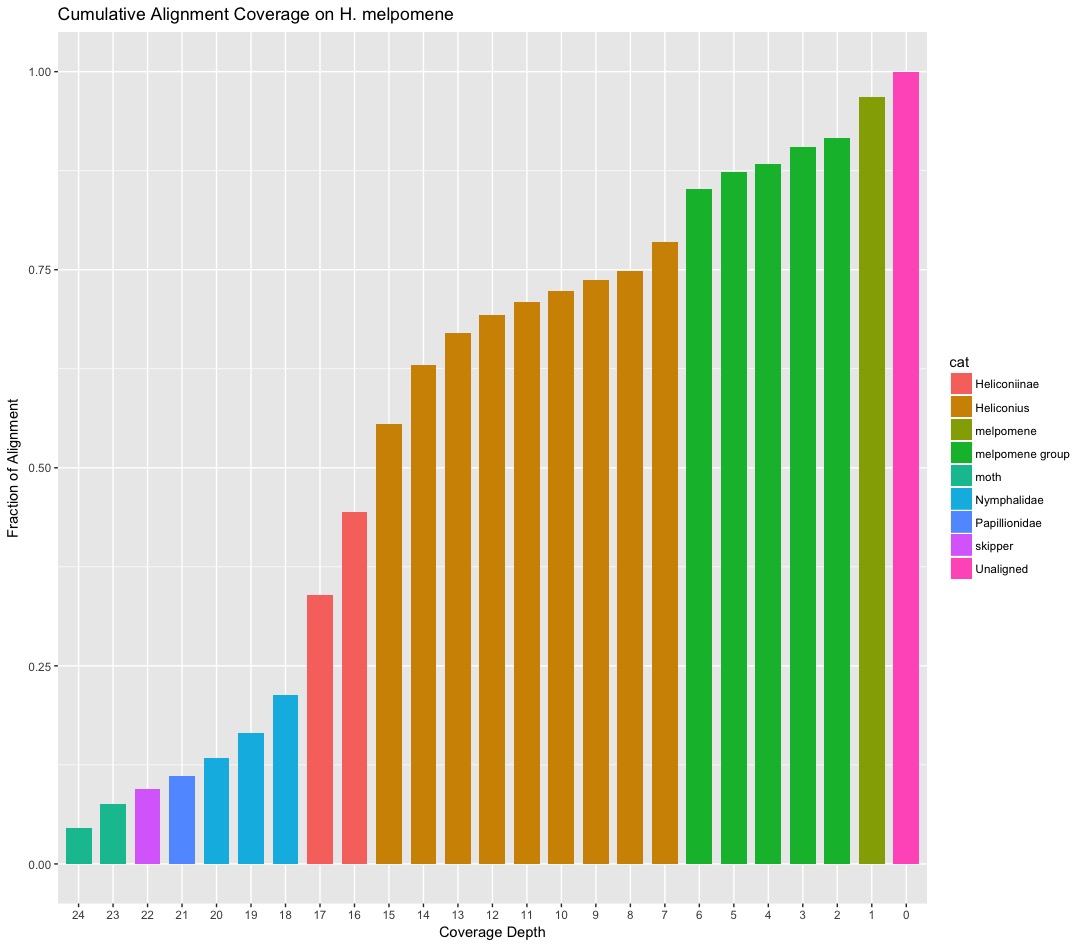 Cumulative Alignment Coverage on H. melpomene
Fraction of Alignment
1.00
0.75
0.50
0.25
0.00
24 23 22 21 20 19 18 17 16 15 14 13 12 11 10 9 8 7 6 5 4 3 2 1 0
Coverage Depth
cat
Heliconiinae
Heliconius
melpomene
melpomene group
moth
Nymphalidae
Papillionidae
skipper
Unaligned